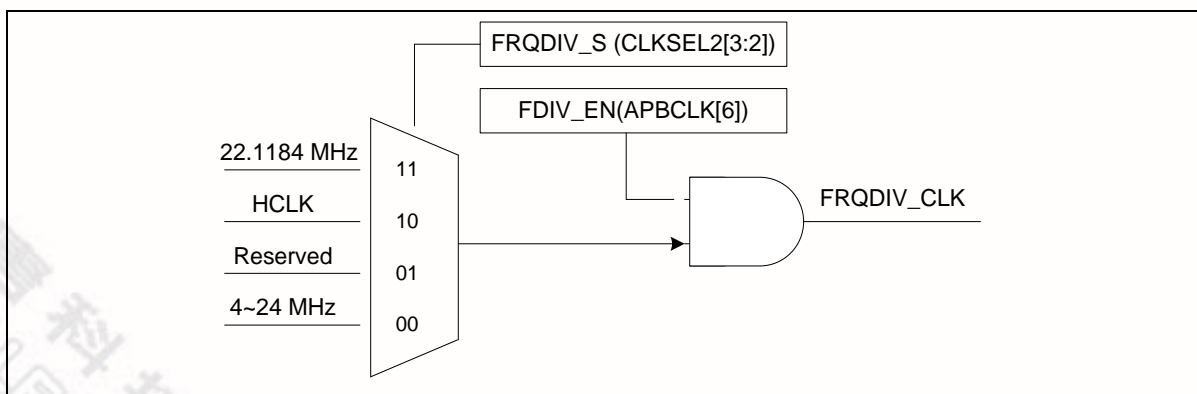 FRQDIV_S (CLKSEL2[3:2])
FDIV_EN(APBCLK[6])
22.1184 MHz
11
HCLK
10
FRQDIV_CLK
Reserved
01
4~24 MHz
00